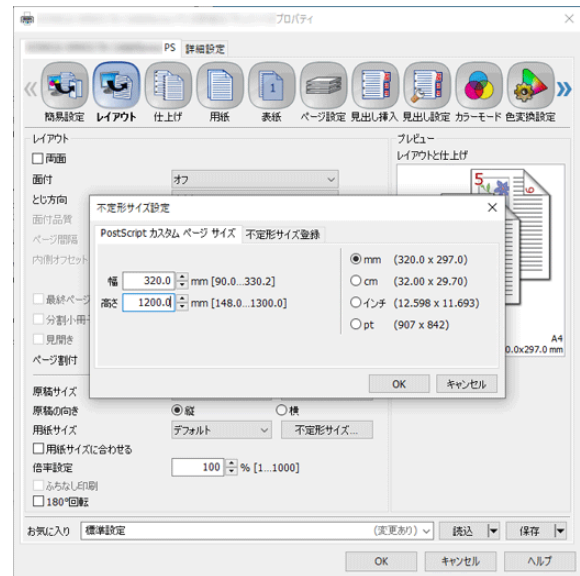 プロパティ
PS 詳細設定
1
簡易設定 レイアウト 仕上げ 用紙 表紙 ページ設定 見出し挿入 見出し設定 カラーモード 色変換設定
レイアウト
プレビュー
両面
レイアウトと仕上げ
面付 オフ
5
6
とじ方向
不定形サイズ設定
面付品質
PostScript カスタム ページ サイズ 不定形サイズ登録
ページ間隔
mm (320.0 x 297.0)
内側オフセット
幅 320.0 mm [90.0...330.2]
cm (32.00 x 29.70)
最終ペー
高さ 1200.0 mm [148.0...1300.0]
インチ (12.598 x 11.693)
分割小冊
pt (907 x 842)
見開き
A4
ページ割付
0.0x297.0 mm
OK キャンセル
原稿サイズ
原稿の向き 縦 横
用紙サイズ デフォルト 不定形サイズ...
用紙サイズに合わせる
倍率設定 100 % [1...1000]
ふちなし印刷
180°回転
お気に入り 標準設定 (変更あり) 読込 保存
OK キャンセル ヘルプ